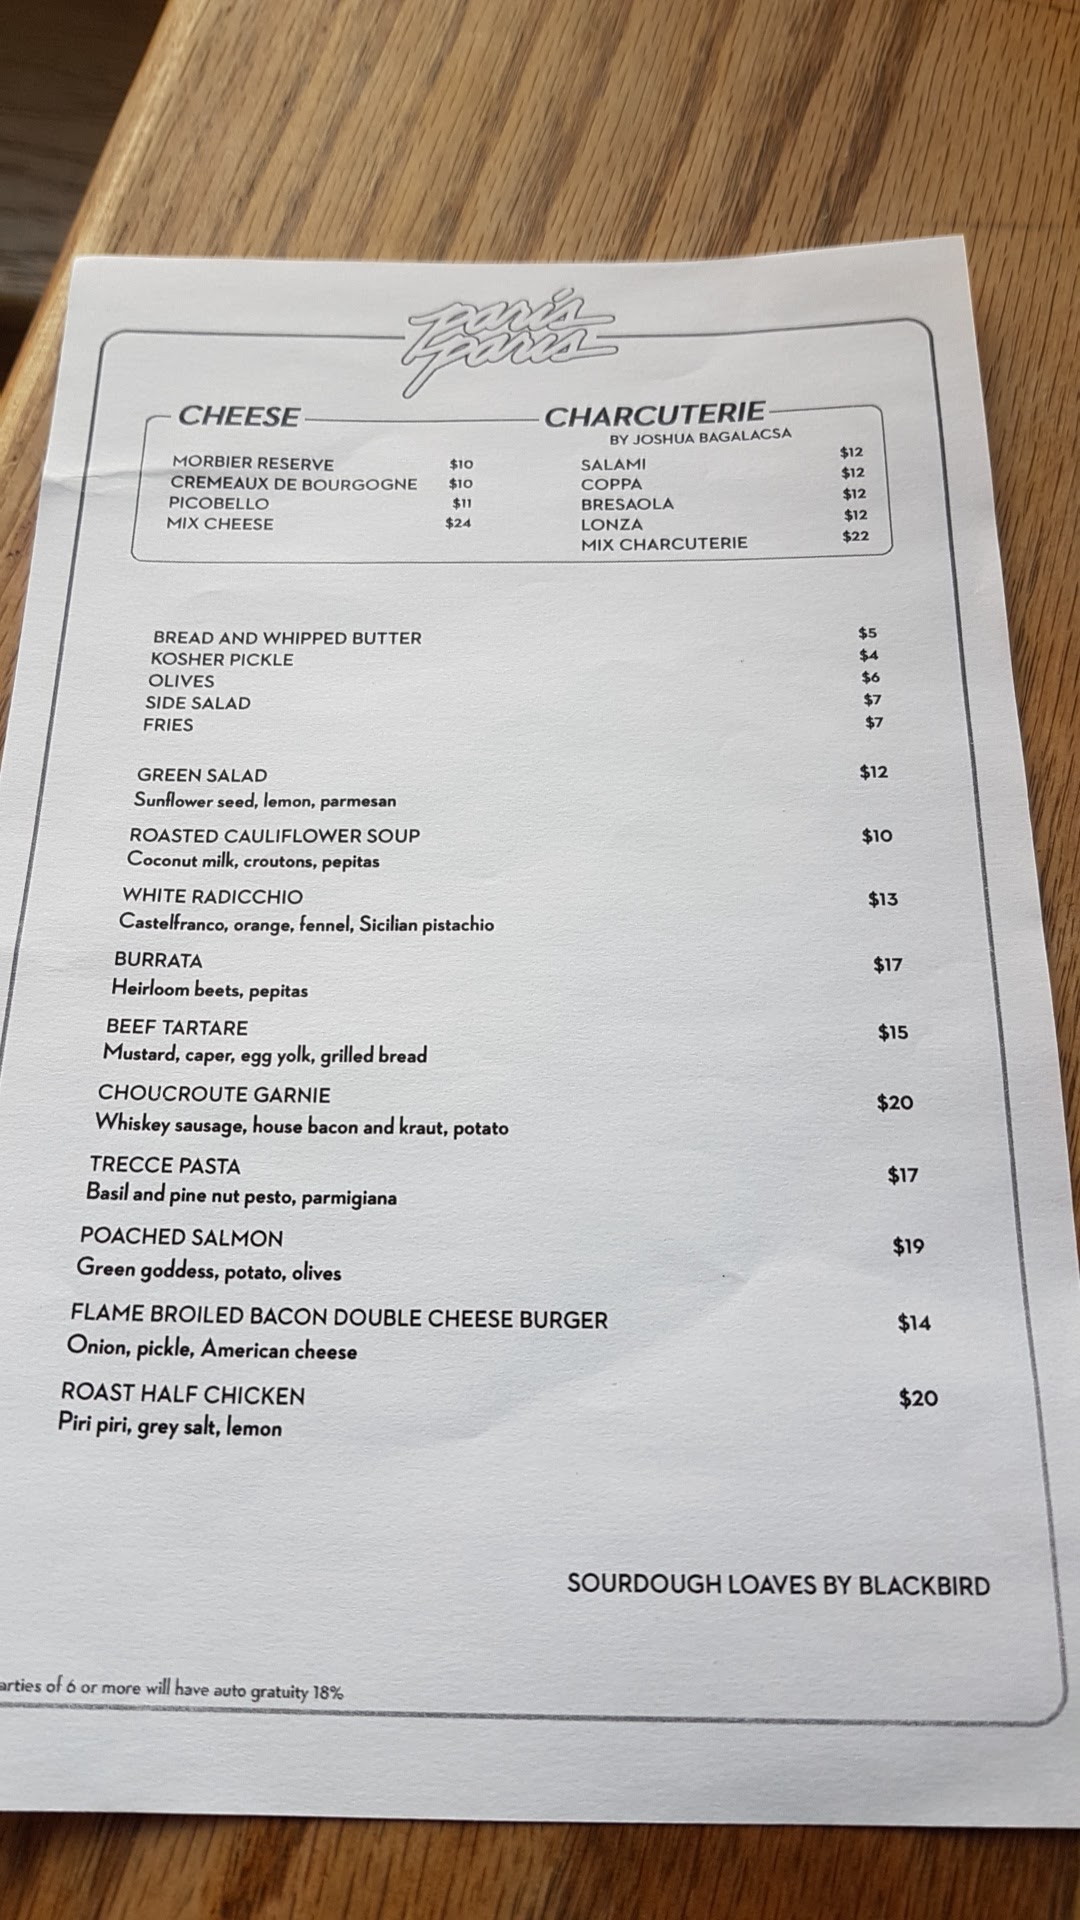 paris
paris
CHEESE
MORBIER RESERVE $10
CREMEAUX DE BOURGOGNE $10
PICOBELLO $11
MIX CHEESE $24
CHARCUTERIE
BY JOSHUA BAGALACSA
SALAMI $12
COPPA $12
BRESAOLA $12
LONZA $12
MIX CHARCUTERIE $22
BREAD AND WHIPPED BUTTER $5
KOSHER PICKLE $4
OLIVES $6
SIDE SALAD $7
FRIES $7
GREEN SALAD $12
Sunflower seed, lemon, parmesan
ROASTED CAULIFLOWER SOUP $10
Coconut milk, croutons, pepitas
WHITE RADICCHIO $13
Castelfranco, orange, fennel, Sicilian pistachio
BURRATA $17
Heirloom beets, pepitas
BEEF TARTARE $15
Mustard, caper, egg yolk, grilled bread
CHOUCROUTE GARNIE $20
Whiskey sausage, house bacon and kraut, potato
TRECCE PASTA $17
Basil and pine nut pesto, parmigiana
POACHED SALMON $19
Green goddess, potato, olives
FLAME BROILED BACON DOUBLE CHEESE BURGER $14
Onion, pickle, American cheese
ROAST HALF CHICKEN $20
Piri piri, grey salt, lemon
SOURDOUGH LOAVES BY BLACKBIRD
arties of 6 or more will have auto gratuity 18%